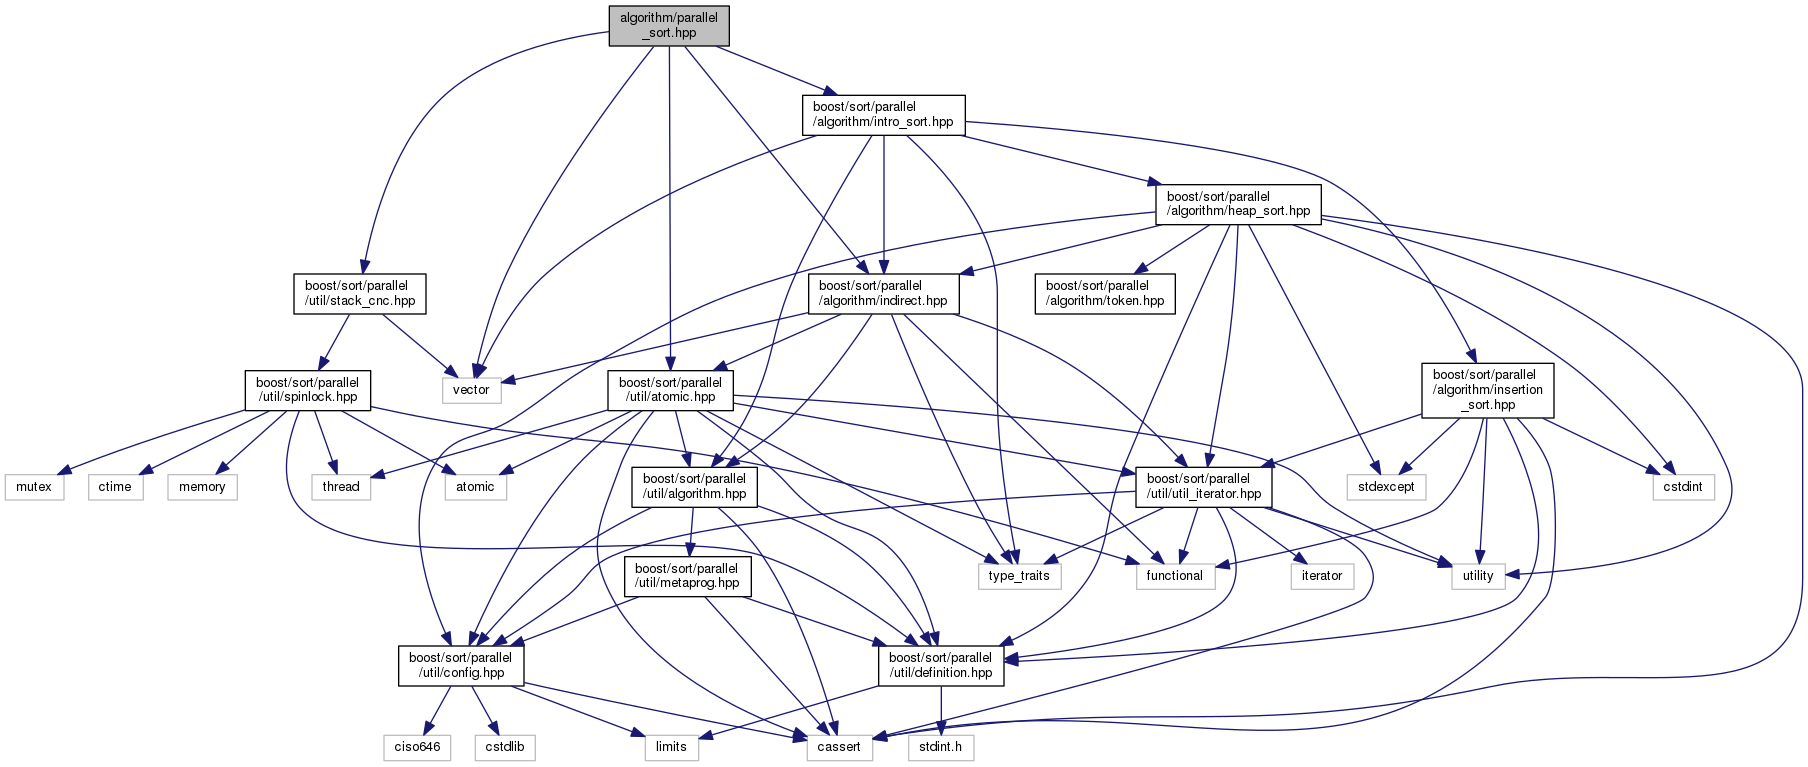 algorithm/parallel
_sort.hpp
boost/sort/parallel
/algorithm/intro_sort.hpp
boost/sort/parallel
/algorithm/heap_sort.hpp
boost/sort/parallel
/util/stack_cnc.hpp
boost/sort/parallel
/algorithm/indirect.hpp
boost/sort/parallel
/algorithm/token.hpp
boost/sort/parallel
/util/spinlock.hpp
vector
boost/sort/parallel
/util/atomic.hpp
boost/sort/parallel
/algorithm/insertion
_sort.hpp
mutex
ctime
memory
thread
atomic
boost/sort/parallel
/util/algorithm.hpp
boost/sort/parallel
/util/util_iterator.hpp
stdexcept
cstdint
boost/sort/parallel
/util/metaprog.hpp
type_traits
functional
iterator
utility
boost/sort/parallel
/util/config.hpp
boost/sort/parallel
/util/definition.hpp
ciso646
cstdlib
limits
cassert
stdint.h